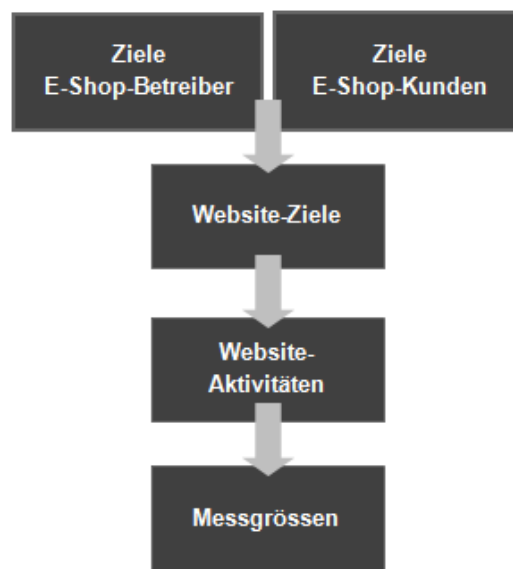 Ziele
E-Shop-Betreiber
Ziele
E-Shop-Kunden
Website-Ziele
Website-
Aktivitäten
Messgrössen